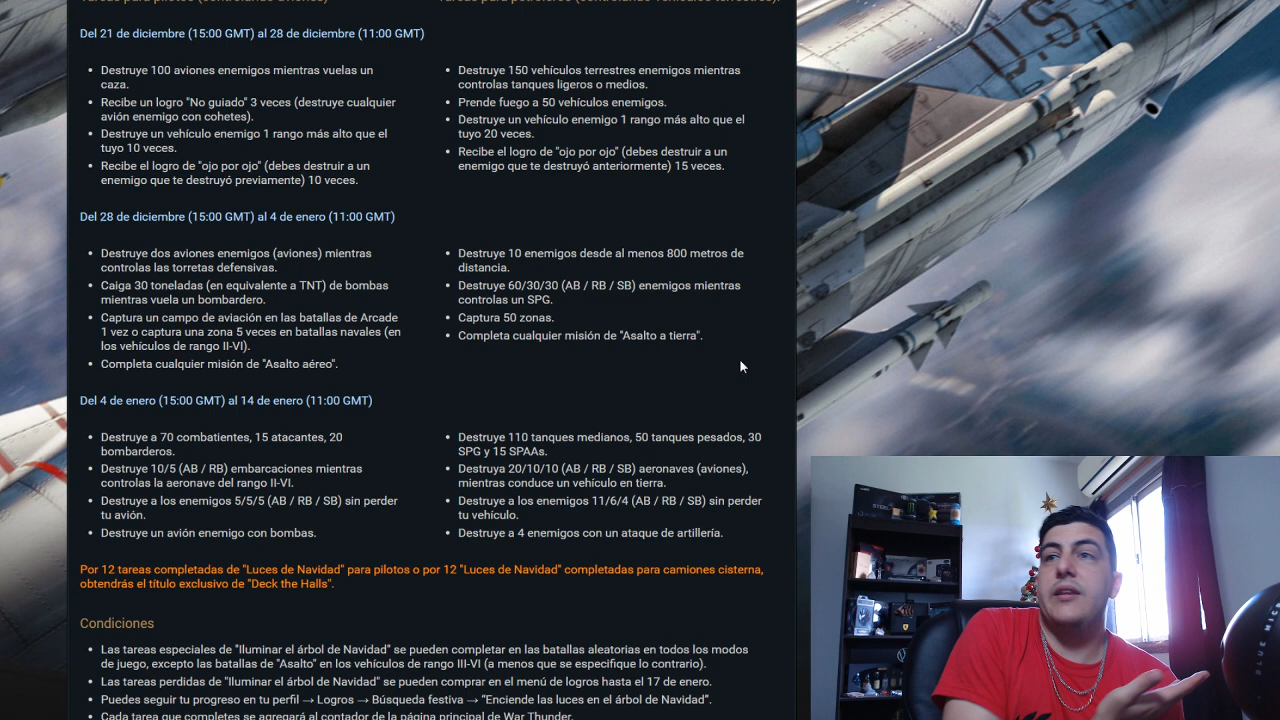 Tareas para pilotos (controlando aviones)
Tareas para petroleros (controlando vehículos terrestres).
Del 21 de diciembre (15:00 GMT) al 28 de diciembre (11:00 GMT)
Destruye 100 aviones enemigos mientras vuelas un
caza.
Recibe un logro "No guiado" 3 veces (destruye cualquier
avión enemigo con cohetes).
Destruye un vehículo enemigo 1 rango más alto que el
tuyo 10 veces.
Recibe el logro de "ojo por ojo" (debes destruir a un
enemigo que te destruyó previamente) 10 veces.
Destruye 150 vehículos terrestres enemigos mientras
controlas tanques ligeros o medios.
Prende fuego a 50 vehículos enemigos.
Destruye un vehículo enemigo 1 rango más alto que el
tuyo 20 veces.
Recibe el logro de "ojo por ojo" (debes destruir a un
enemigo que te destruyó anteriormente) 15 veces.
Del 28 de diciembre (15:00 GMT) al 4 de enero (11:00 GMT)
Destruye dos aviones enemigos (aviones) mientras
controlas las torretas defensivas.
Caiga 30 toneladas (en equivalente a TNT) de bombas
mientras vuela un bombardero.
Captura un campo de aviación en las batallas de Arcade
1 vez o captura una zona 5 veces en batallas navales (en
los vehículos de rango II-VI).
Completa cualquier misión de "Asalto aéreo".
Destruye 10 enemigos desde al menos 800 metros de
distancia.
Destruye 60/30/30 (AB / RB / SB) enemigos mientras
controlas un SPG.
Captura 50 zonas.
Completa cualquier misión de "Asalto a tierra".
Del 4 de enero (15:00 GMT) al 14 de enero (11:00 GMT)
Destruye a 70 combatientes, 15 atacantes, 20
bombarderos.
Destruye 10/5 (AB / RB) embarcaciones mientras
controlas la aeronave del rango II-VI.
Destruye a los enemigos 5/5/5 (AB / RB / SB) sin perder
tu avión.
Destruye un avión enemigo con bombas.
Destruye 110 tanques medianos, 50 tanques pesados, 30
SPG y 15 SPAAs.
Destruya 20/10/10 (AB / RB / SB) aeronaves (aviones),
mientras conduce un vehículo en tierra.
Destruye a los enemigos 11/6/4 (AB / RB / SB) sin perder
tu vehículo.
Destruye a 4 enemigos con un ataque de artillería.
Por 12 tareas completadas de "Luces de Navidad" para pilotos o por 12 "Luces de Navidad" completadas para camiones cisterna,
obtendrás el título exclusivo de "Deck the Halls".
Condiciones
Las tareas especiales de "Iluminar el árbol de Navidad" se pueden completar en las batallas aleatorias en todos los modos
de juego, excepto las batallas de "Asalto" en los vehículos de rango III-VI (a menos que se especifique lo contrario).
Las tareas perdidas de "Iluminar el árbol de Navidad" se pueden comprar en el menú de logros hasta el 17 de enero.
Puedes seguir tu progreso en tu perfil → Logros → Búsqueda festiva → "Enciende las luces en el árbol de Navidad".
Cada tarea que completes se agregará al contador de la página principal de War Thunder.